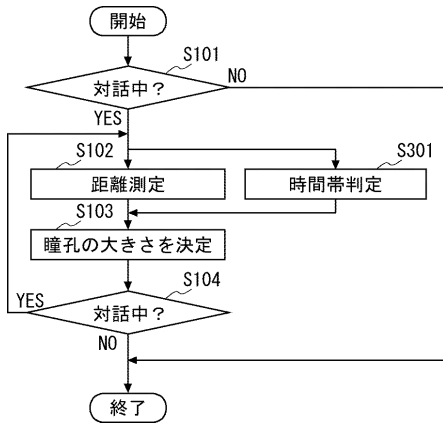 開始
S101
対話中?
NO
YES
S102
距離測定
S301
時間帯判定
S103
瞳孔の大きさを決定
S104
対話中?
YES
NO
終了